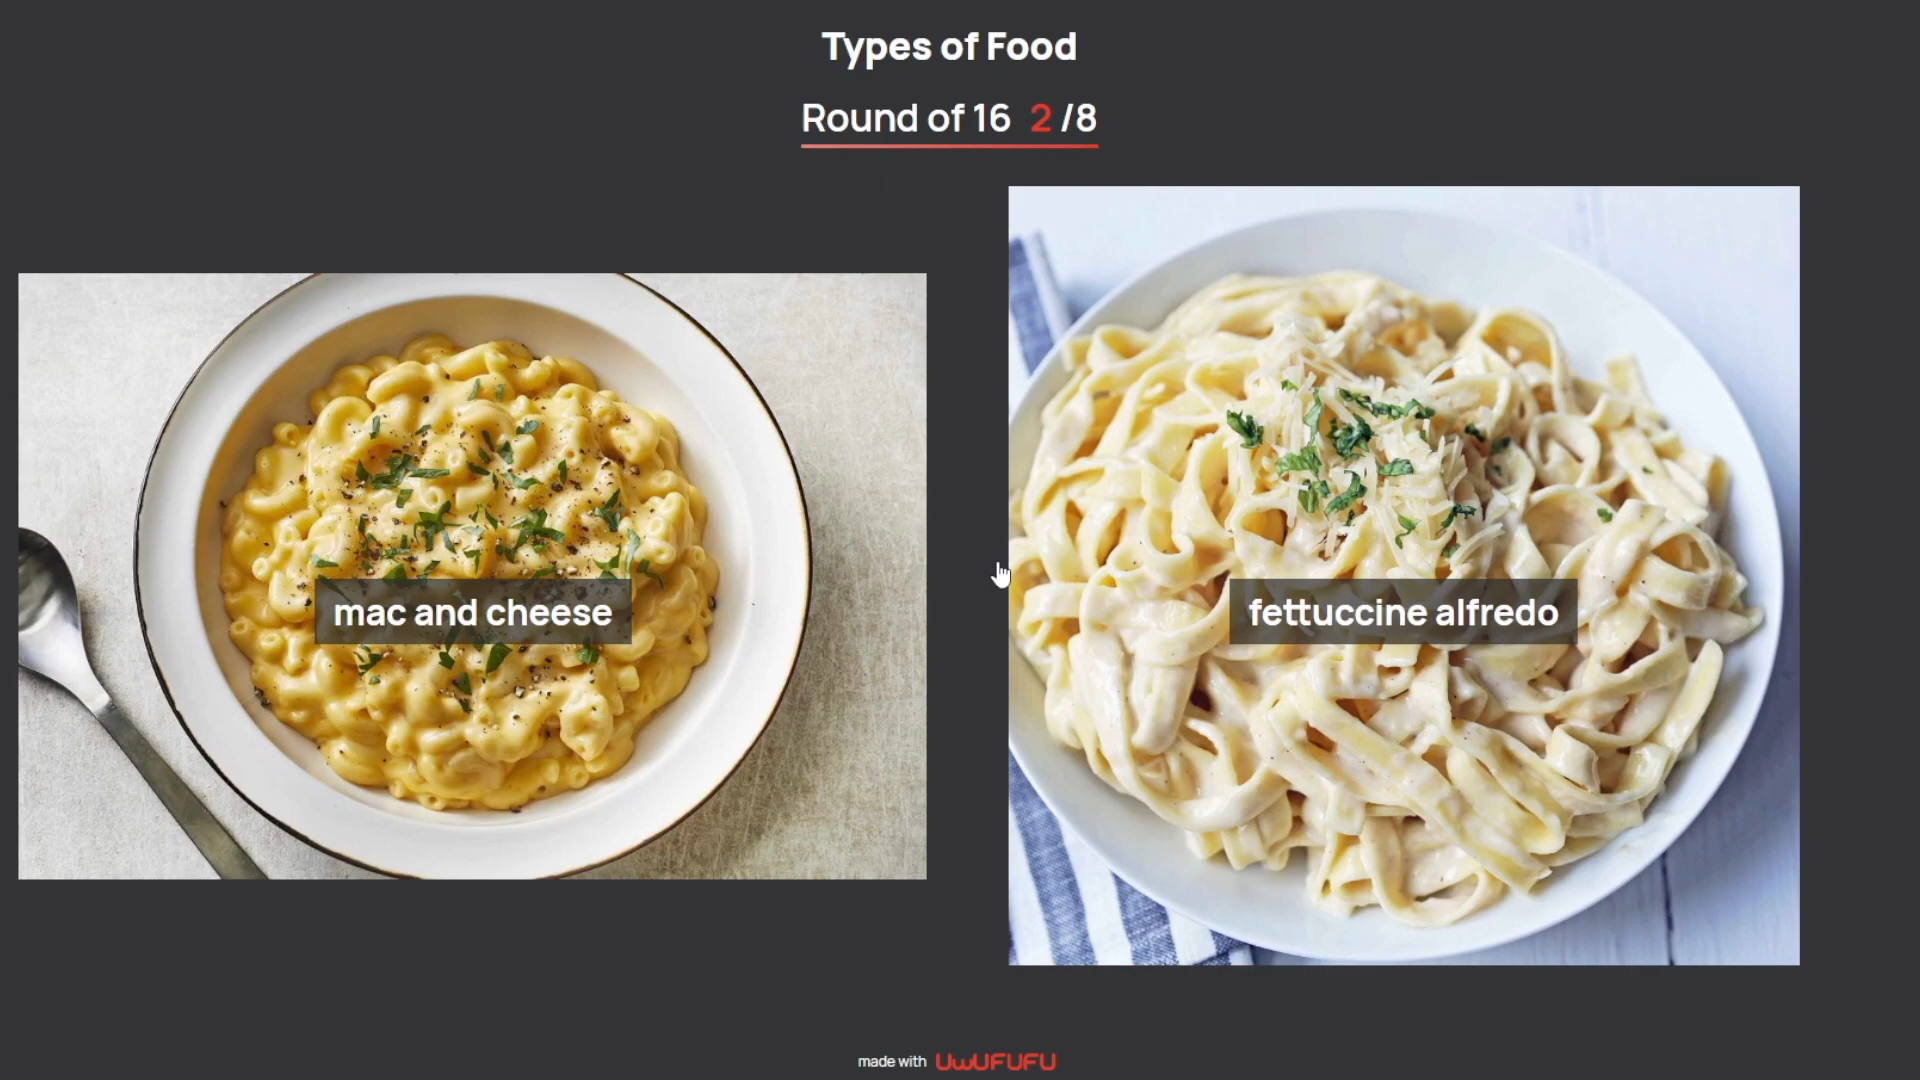 Types of Food
Round of 16 2 /8
mac and cheese
fettuccine alfredo
made with UWUFUFU